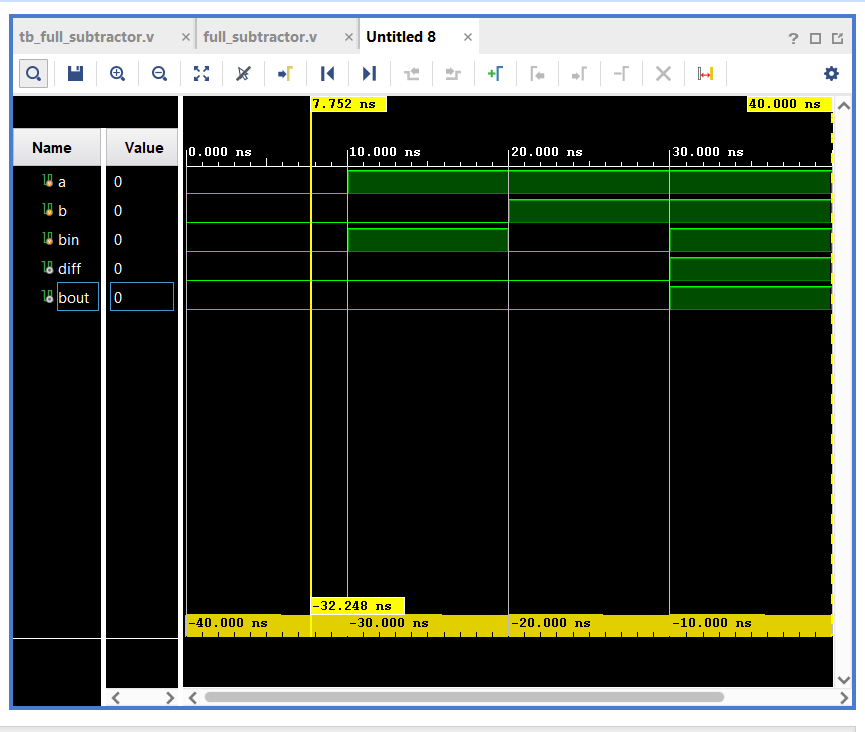 tb_full_subtractor.v × full_subtractor.v × Untitled 8 × ?
7.752 ns 40.000 ns
Name Value 0.000 ns 10.000 ns 20.000 ns 30.000 ns
a 0
b 0
bin 0
diff 0
bout 0
-32.248 ns
-40.000 ns -30.000 ns -20.000 ns -10.000 ns